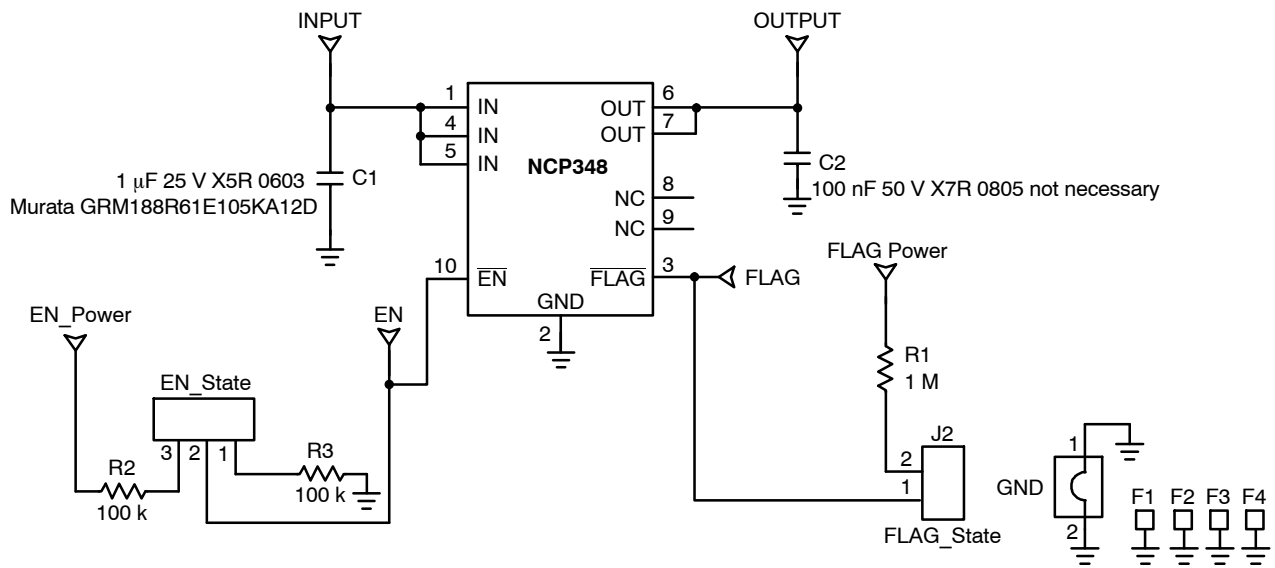 INPUT
OUTPUT
1 IN
4 IN
5 IN
OUT 6
OUT 7
NCP348
NC 8
NC 9
10 EN
FLAG 3
GND
2
1 μF 25 V X5R 0603
Murata GRM188R61E105KA12D
C1
C2
100 nF 50 V X7R 0805 not necessary
FLAG
FLAG Power
R1
1 M
EN_Power
EN
EN_State
3 2 1
R2
100 k
R3
100 k
J2
2
1
FLAG_State
GND
1
2
F1 F2 F3 F4